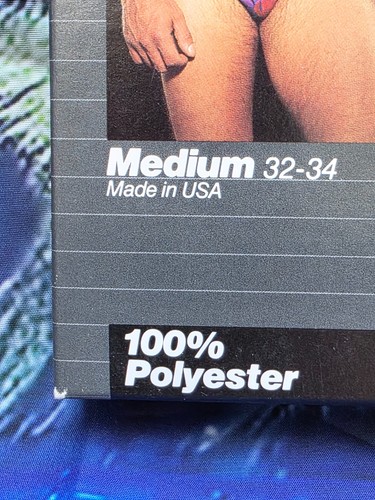 Medium 32-34
Made in USA
100%
Polyester